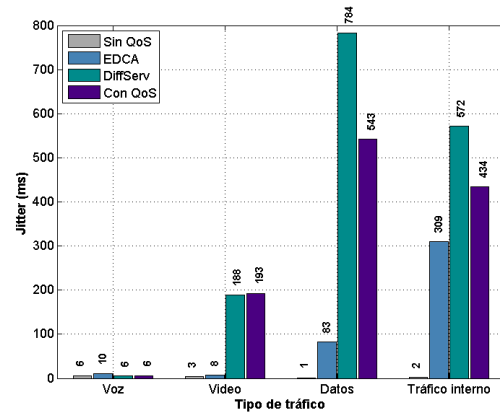 Jitter (ms)
800
700
600
500
400
300
200
100
0
Sin QoS
EDCA
DiffServ
Con QoS
6
10
6
6
3
8
188
193
1
83
784
543
2
309
572
434
Voz
Video
Datos
Tráfico interno
Tipo de tráfico